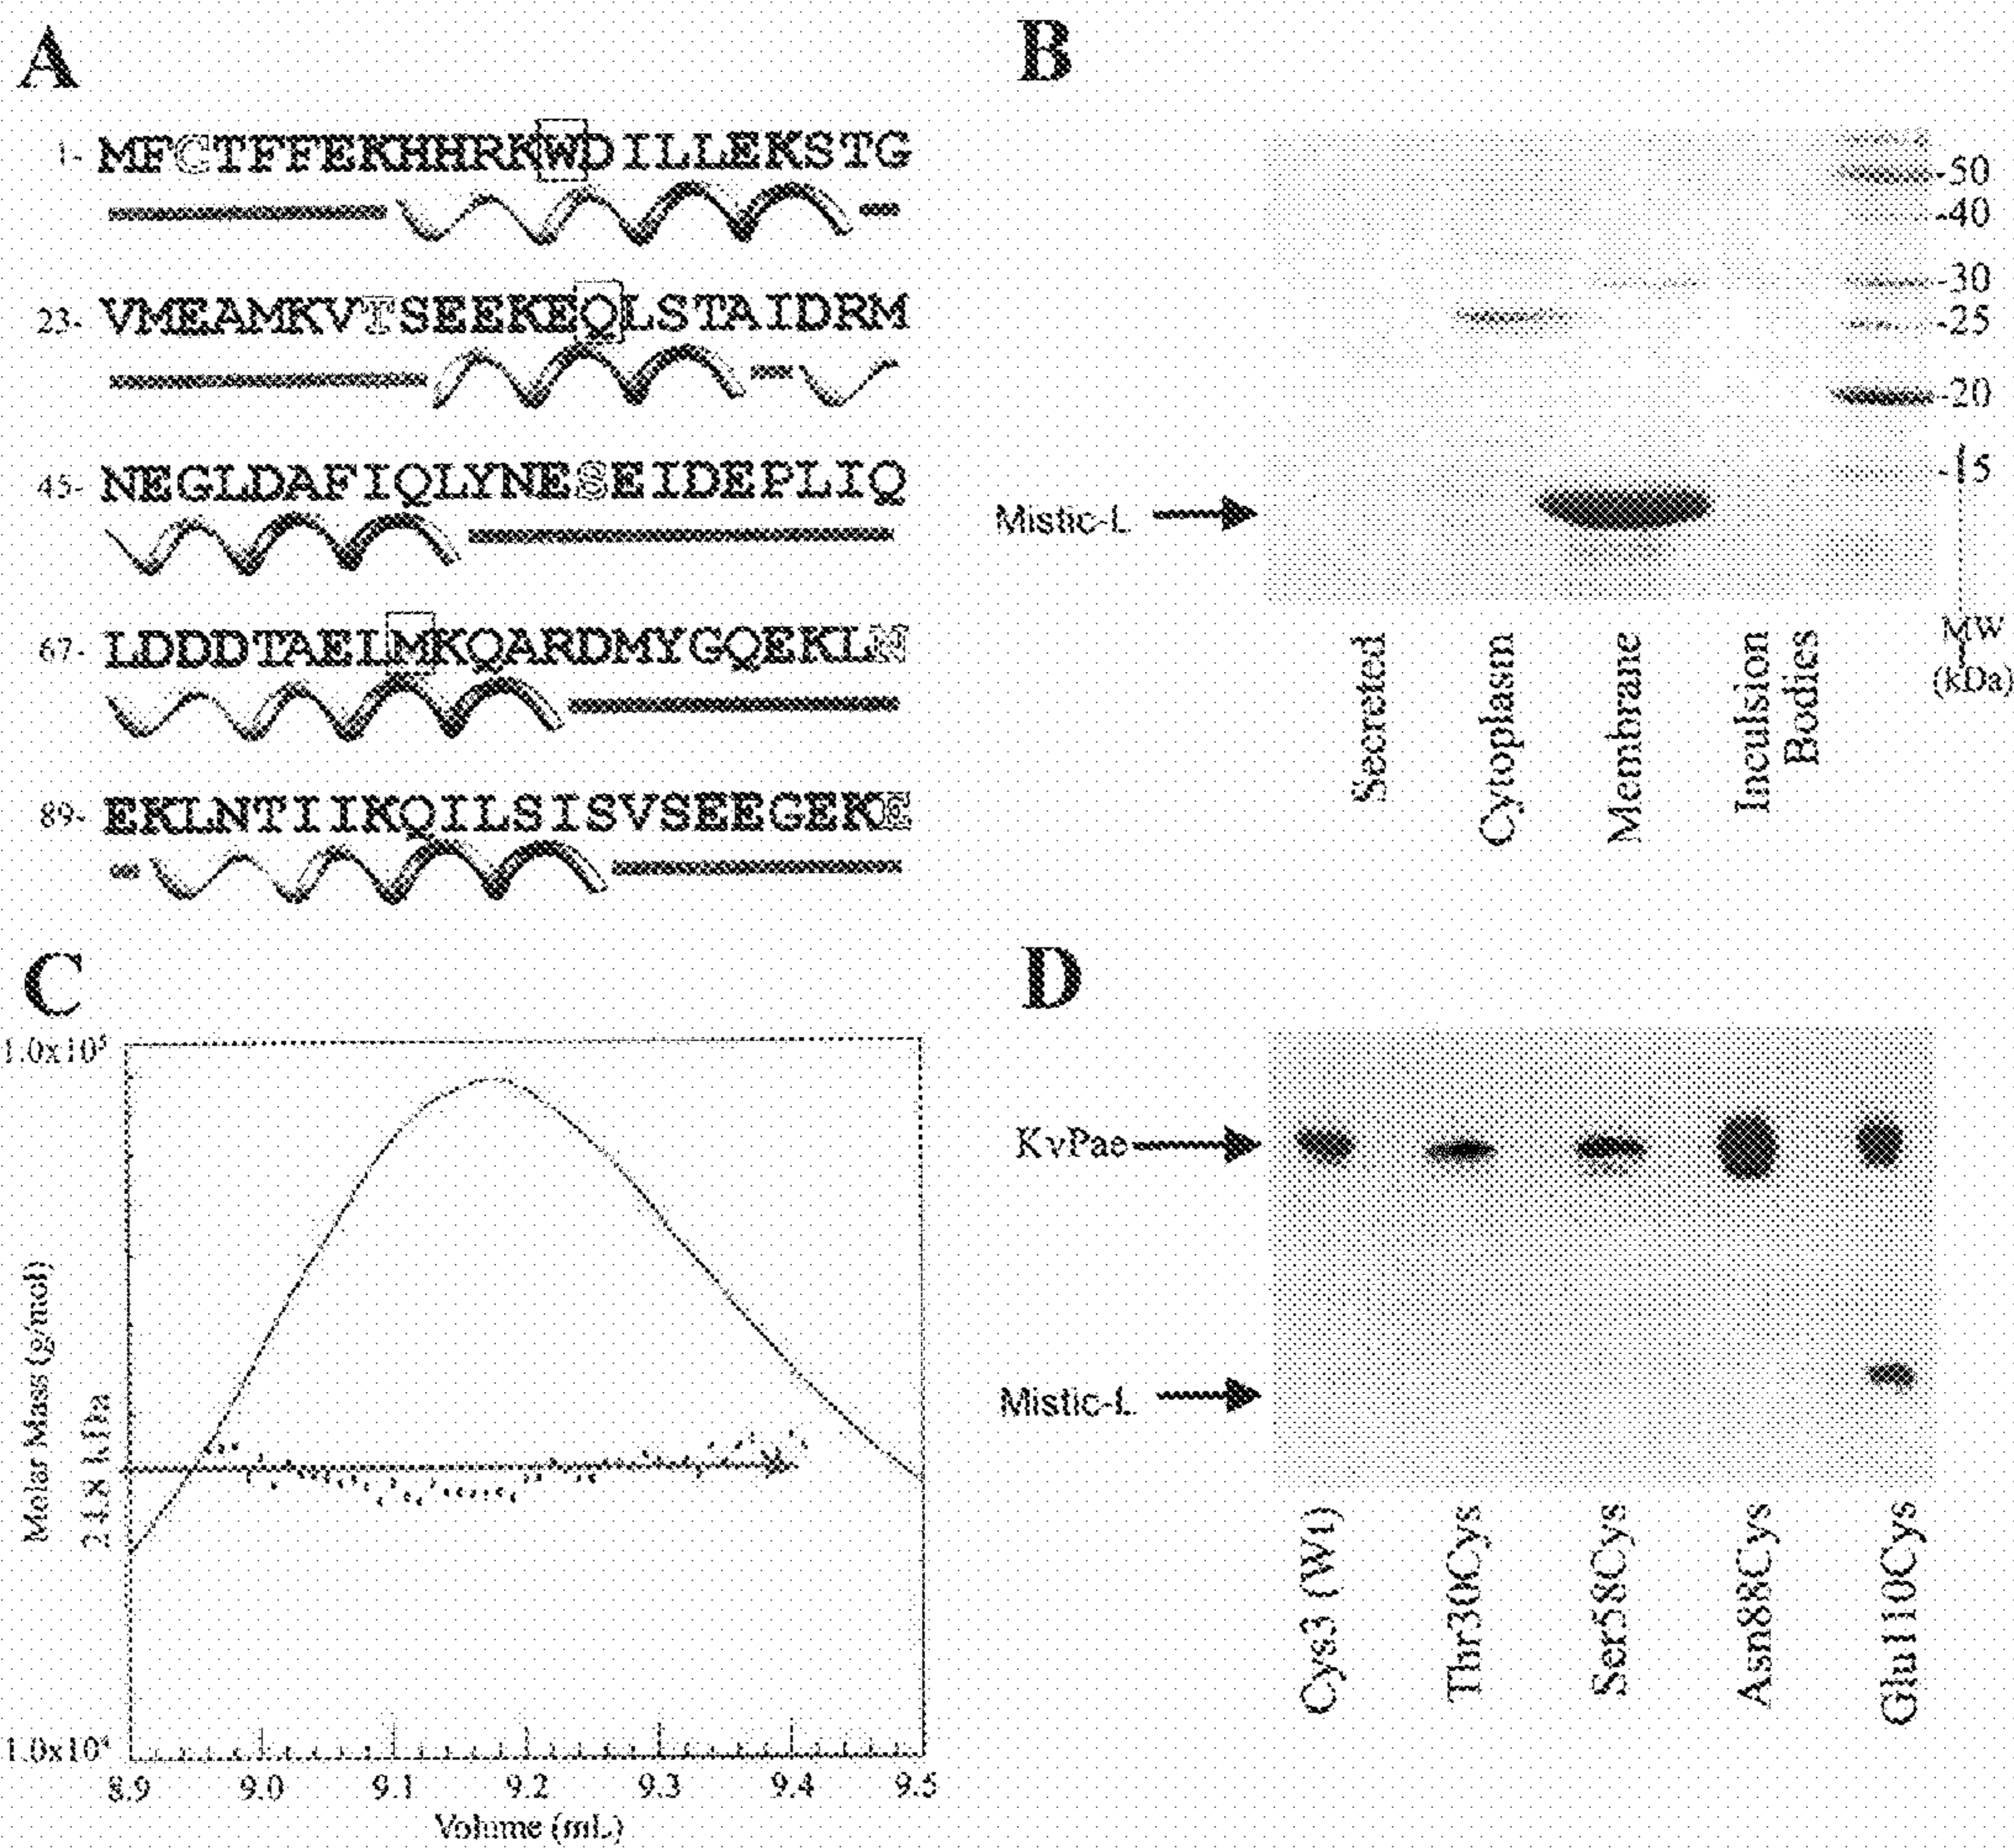 A
1- MFCTFFEKHHRKWDILLEKSTG
23- VMEAMKVTSEEKEQLSTAIDRM
45- NEGLDAFIQLYNESEIDEPLIQ
67- LDDDTAELMKQARDMYGQEKLN
89- EKLNTIIKQILSISVSEEGEKE
B
-50
-40
-30
-25
-20
-15
Mistic-L
MW
(kDa)
Secreted
Cytoplasm
Membrane
Inculsion
Bodies
C
1.0x10⁵
Molar Mass (g/mol)
24.8 kDa
1.0x10⁴
8.9 9.0 9.1 9.2 9.3 9.4 9.5
Volume (mL)
D
KvPae
Mistic-L
Cys3 (Wt)
Thr30Cys
Ser58Cys
Asn88Cys
Glu110Cys